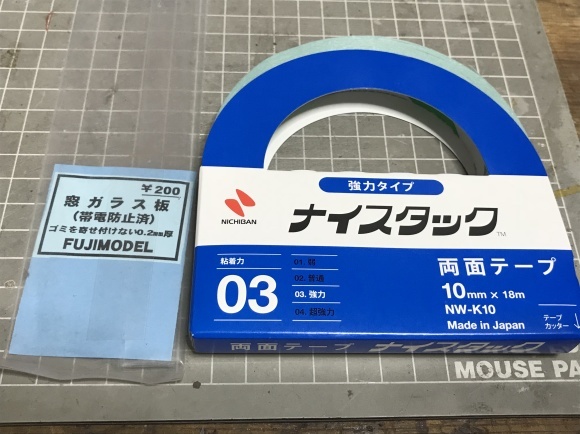 ¥200
窓ガラス板
(帯電防止済)
ゴミを寄せ付けない0.2mm厚
FUJIMODEL
強力タイプ
NICHIBAN
ナイスタック™
粘着力
03
01. 弱
02. 普通
03. 強力
04. 超強力
両面テープ
10mm × 18m
NW-K10
Made in Japan
テープ
カッター
両面テープ ナイスタック
MOUSE PA